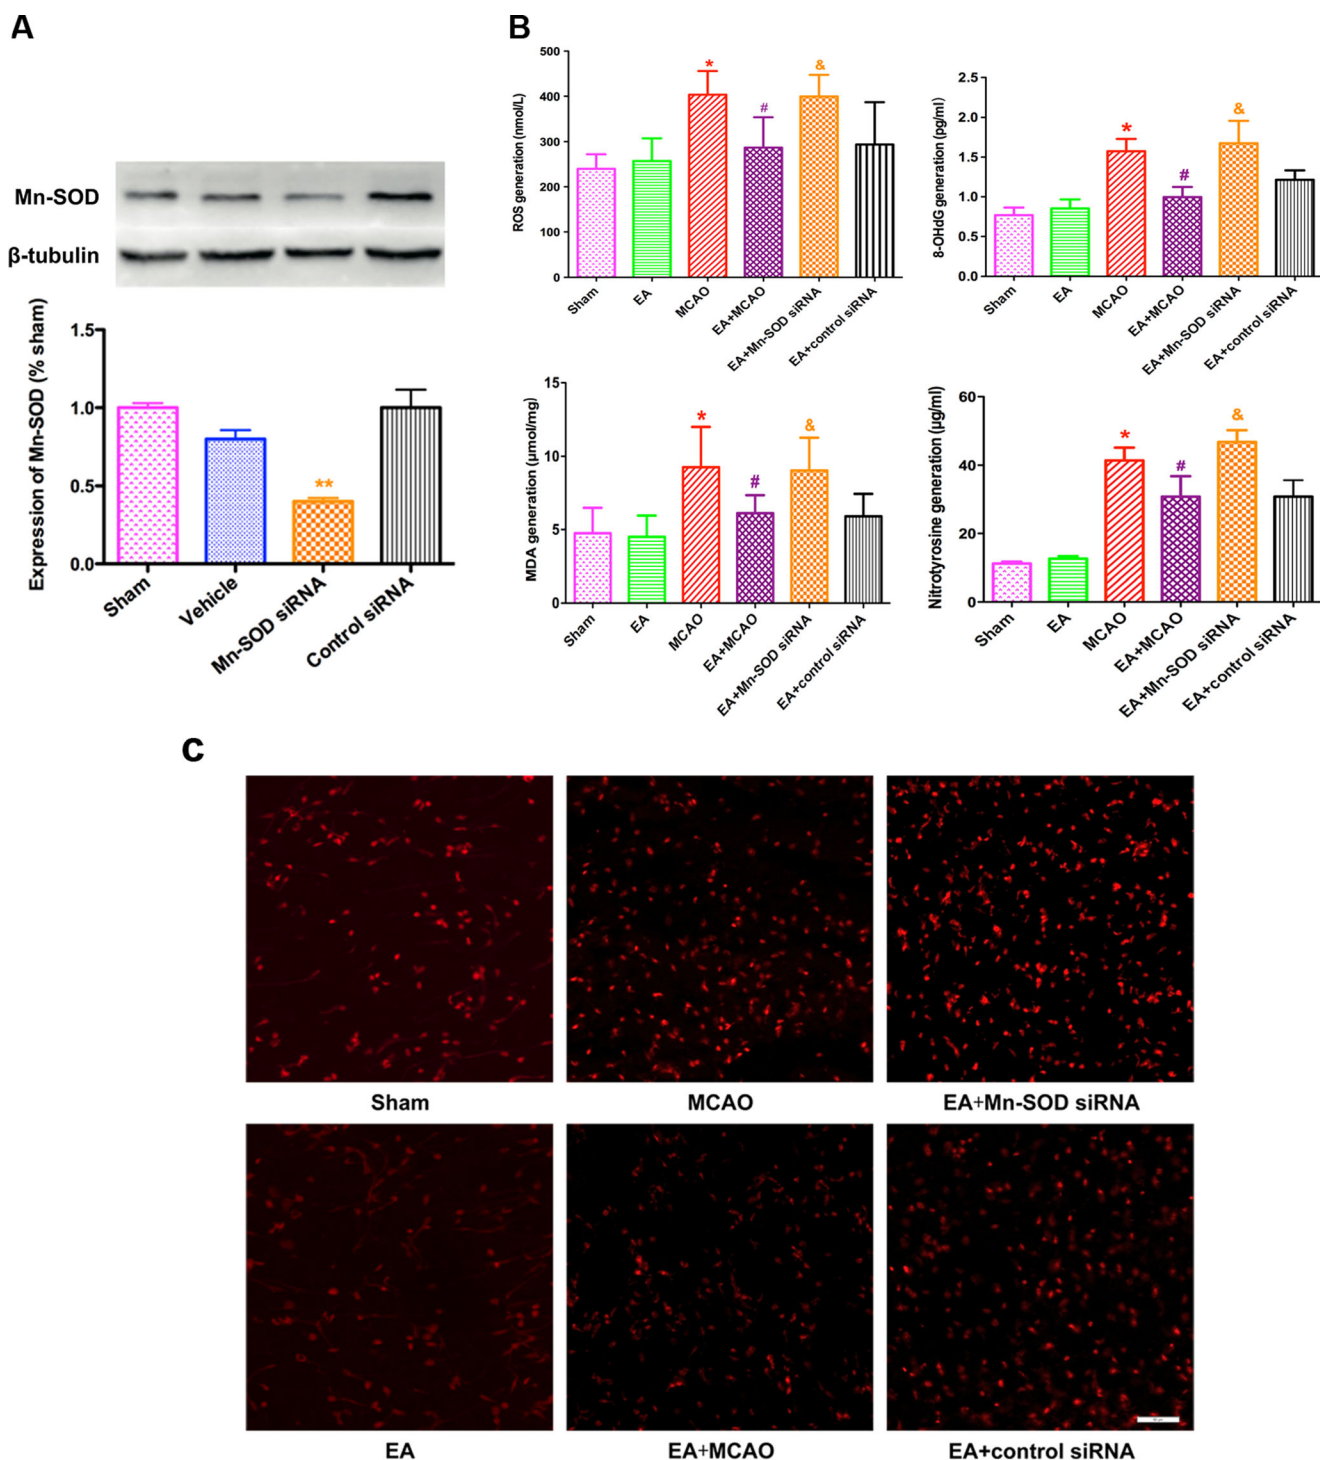 A
Mn-SOD
β-tubulin
Expression of Mn-SOD (% sham)
1.5
1.0
0.5
0.0
Sham
Vehicle
Mn-SOD siRNA
Control siRNA
**
B
ROS generation (nmol/L)
500
400
300
200
100
0
*
#
&
Sham
EA
MCAO
EA+MCAO
EA+Mn-SOD siRNA
EA+control siRNA
8-OHdG generation (pg/ml)
2.5
2.0
1.5
1.0
0.5
0.0
*
#
&
Sham
EA
MCAO
EA+MCAO
EA+Mn-SOD siRNA
EA+control siRNA
MDA generation (μmol/mg)
15
10
5
0
*
#
&
Sham
EA
MCAO
EA+MCAO
EA+Mn-SOD siRNA
EA+control siRNA
Nitrotyrosine generation (μg/ml)
60
40
20
0
*
#
&
Sham
EA
MCAO
EA+MCAO
EA+Mn-SOD siRNA
EA+control siRNA
C
Sham
MCAO
EA+Mn-SOD siRNA
EA
EA+MCAO
EA+control siRNA